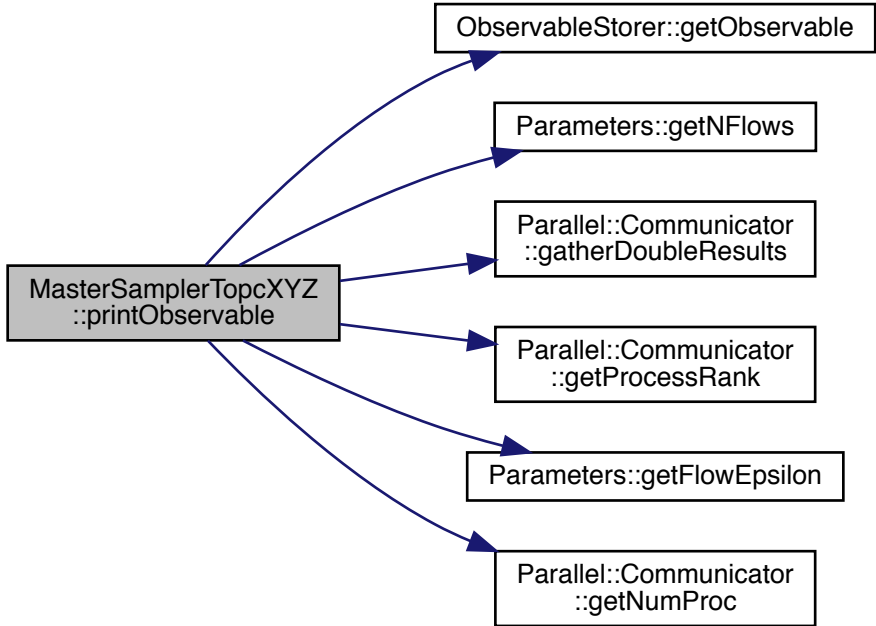 ObservableStorer::getObservable
Parameters::getNFlows
Parallel::Communicator
::gatherDoubleResults
MasterSamplerTopcXYZ
::printObservable
Parallel::Communicator
::getProcessRank
Parameters::getFlowEpsilon
Parallel::Communicator
::getNumProc